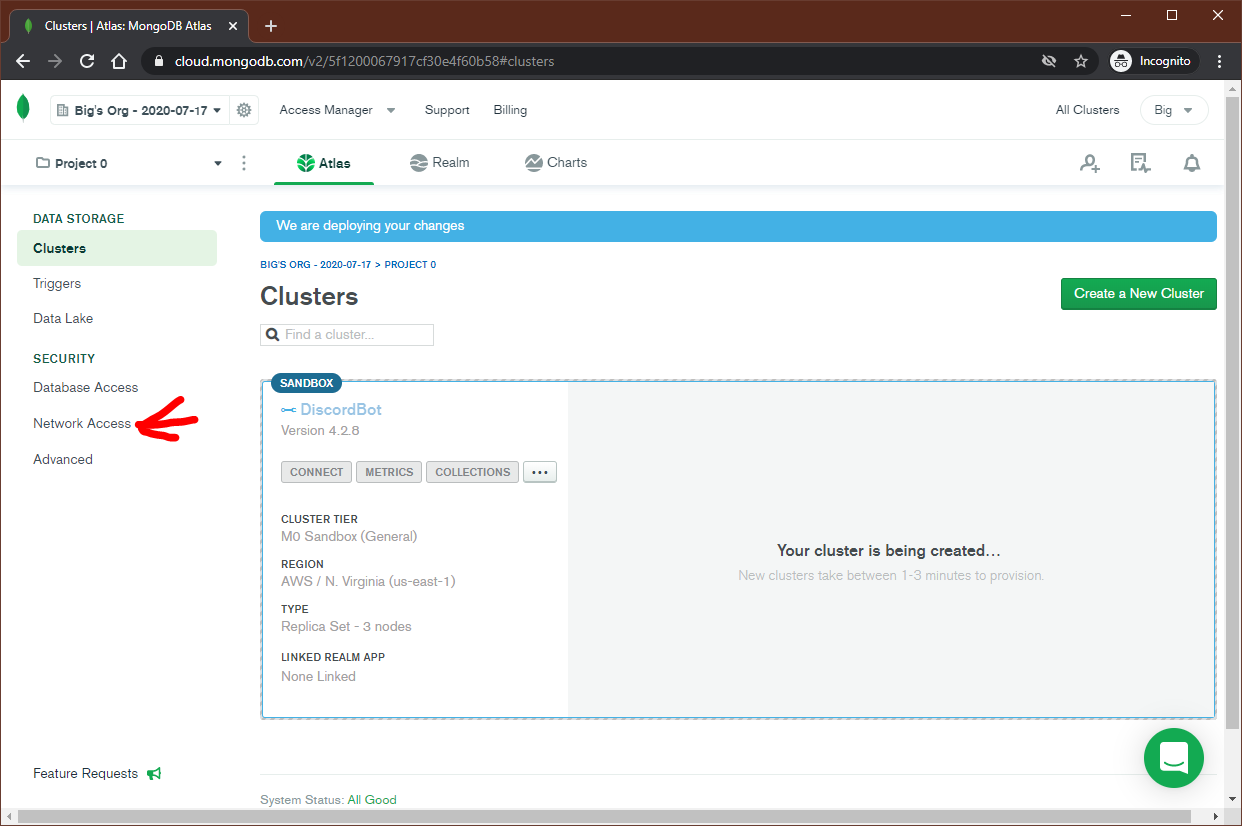 Clusters | Atlas: MongoDB Atlas
cloud.mongodb.com/v2/5f1200067917cf30e4f60b58#clusters
Incognito
Big's Org - 2020-07-17
Access Manager
Support
Billing
All Clusters
Big
Project 0
Atlas
Realm
Charts
DATA STORAGE
Clusters
Triggers
Data Lake
SECURITY
Database Access
Network Access
Advanced
Feature Requests
We are deploying your changes
BIG'S ORG - 2020-07-17 > PROJECT 0
Clusters
Create a New Cluster
Find a cluster...
SANDBOX
DiscordBot
Version 4.2.8
CONNECT
METRICS
COLLECTIONS
...
CLUSTER TIER
M0 Sandbox (General)
REGION
AWS / N. Virginia (us-east-1)
TYPE
Replica Set - 3 nodes
LINKED REALM APP
None Linked
Your cluster is being created...
New clusters take between 1-3 minutes to provision.
System Status: All Good